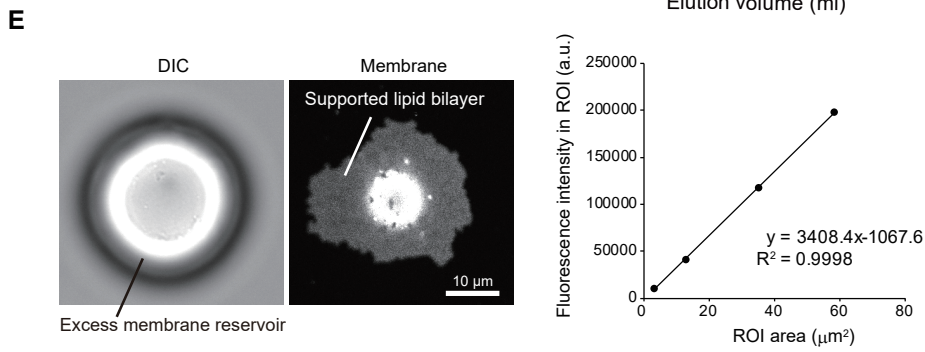 Elution volume (ml)
E
DIC
Membrane
Supported lipid bilayer
10 µm
Excess membrane reservoir
Fluorescence intensity in ROI (a.u.)
250000
200000
150000
100000
50000
0
0 20 40 60 80
y = 3408.4x-1067.6
R² = 0.9998
ROI area (µm²)